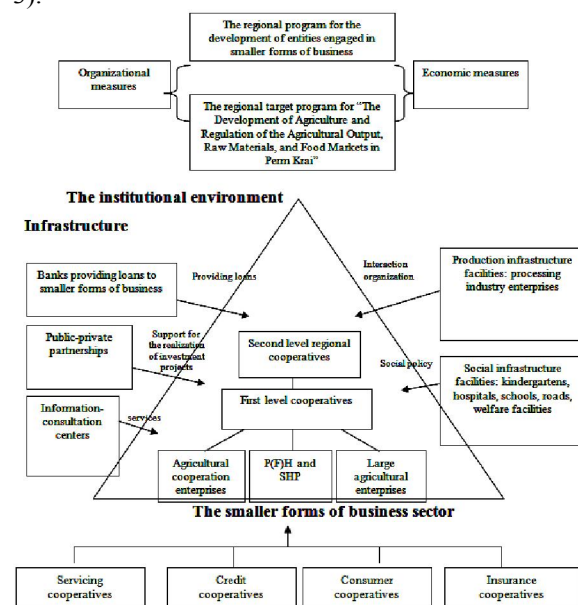 3).
The regional program for the
development of entities engaged in
smaller forms of business
Organizational
measures
Economic measures
The regional target program for “The
Development of Agriculture and
Regulation of the Agricultural Output,
Raw Materials, and Food Markets in
Perm Krai”
The institutional environment
Infrastructure
Banks providing loans to
smaller forms of business
Providing loans
Interaction
organization
Production infrastructure
facilities: processing
industry enterprises
Public-private
partnerships
Support for
the realization
of investment
projects
Second level regional
cooperatives
Social policy
Social infrastructure
facilities: kindergartens,
hospitals, schools, roads,
welfare facilities
Information-
consultation
centers
services
First level cooperatives
Agricultural
cooperation
enterprises
P(F)H and
SHP
Large
agricultural
enterprises
The smaller forms of business sector
Servicing
cooperatives
Credit
cooperatives
Consumer
cooperatives
Insurance
cooperatives